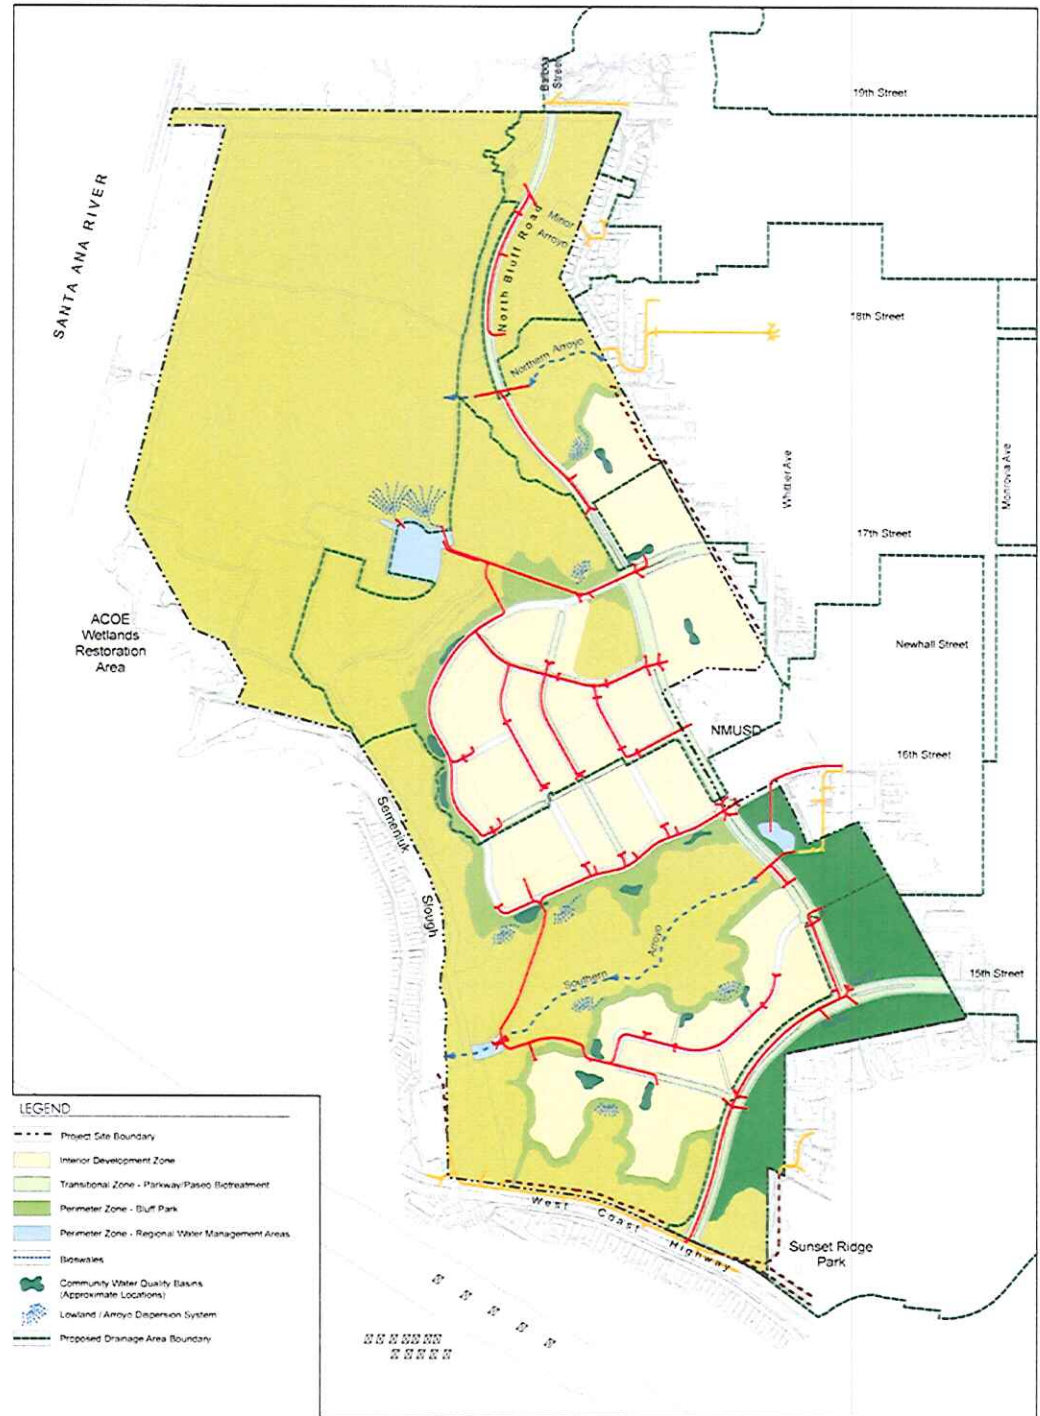 Balboa
Street
19th Street
SANTA ANA RIVER
Minor
Arroyo
North Bluff Road
18th Street
Northern Arroyo
Whittier Ave
Monrovia Ave
17th Street
ACOE
Wetlands
Restoration
Area
Newhall Street
NMUSD
16th Street
Semeniuk
Slough
Southern
Arroyo
15th Street
LEGEND
Project Site Boundary
Interior Development Zone
Transitional Zone - Parkway/Paseo Biotreatment
Perimeter Zone - Bluff Park
Perimeter Zone - Regional Water Management Areas
Bioswales
Community Water Quality Basins
(Approximate Locations)
Lowland / Arroyo Dispersion System
Proposed Drainage Area Boundary
West Coast Highway
Sunset Ridge
Park